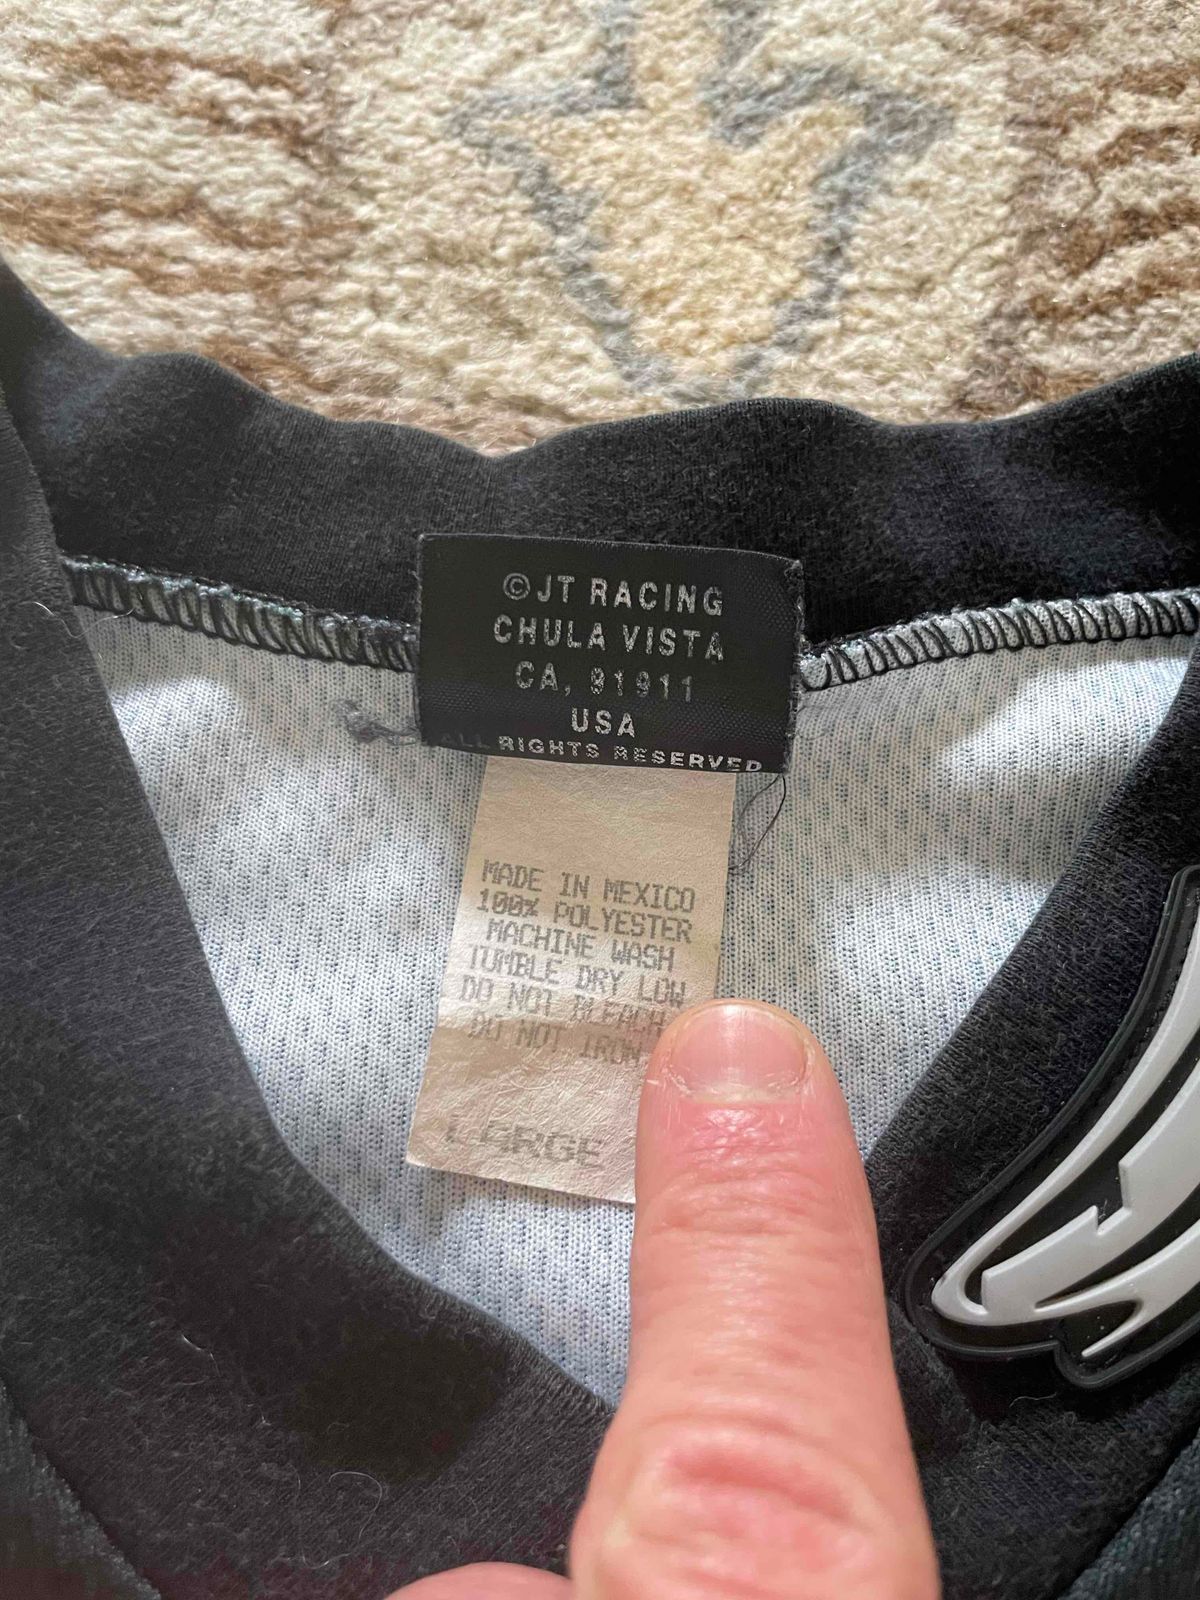 ©JT RACING
CHULA VISTA
CA, 91911
USA
ALL RIGHTS RESERVED
MADE IN MEXICO
100% POLYESTER
MACHINE WASH
TUMBLE DRY LOW
DO NOT BLEACH
DO NOT IRON
LARGE